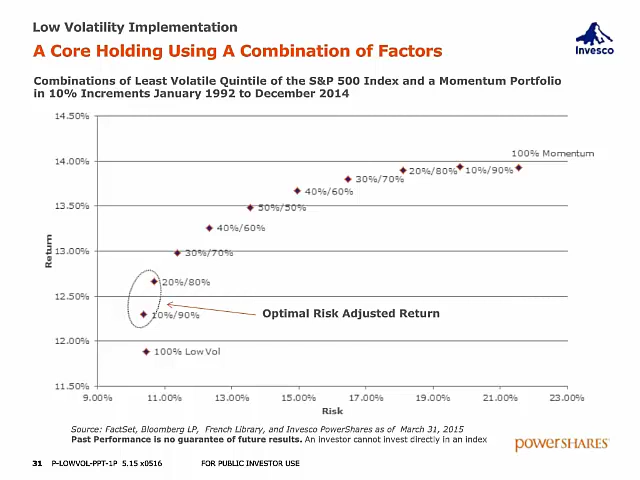 Low Volatility Implementation
A Core Holding Using A Combination of Factors
Invesco
Combinations of Least Volatile Quintile of the S&P 500 Index and a Momentum Portfolio
in 10% Increments January 1992 to December 2014
14.50%
14.00%
13.50%
13.00%
12.50%
12.00%
11.50%
Return
100% Momentum
20%/80%
10%/90%
30%/70%
40%/60%
50%/50%
40%/60%
30%/70%
20%/80%
10%/90%
Optimal Risk Adjusted Return
100% Low Vol
9.00% 11.00% 13.00% 15.00% 17.00% 19.00% 21.00% 23.00%
Risk
Source: FactSet, Bloomberg LP, French Library, and Invesco PowerShares as of March 31, 2015
Past Performance is no guarantee of future results. An investor cannot invest directly in an index
powerSHARES
31 P-LOWVOL-PPT-1P 5.15 x0516 FOR PUBLIC INVESTOR USE